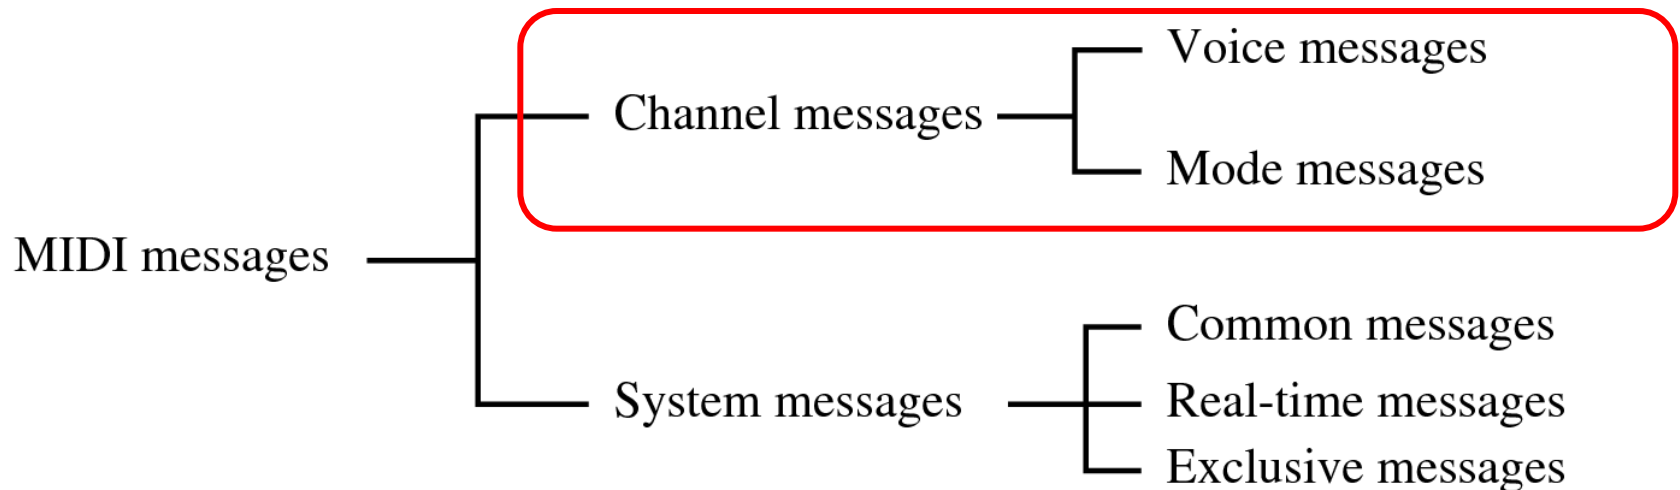 MIDI messages
Channel messages
Voice messages
Mode messages
System messages
Common messages
Real-time messages
Exclusive messages